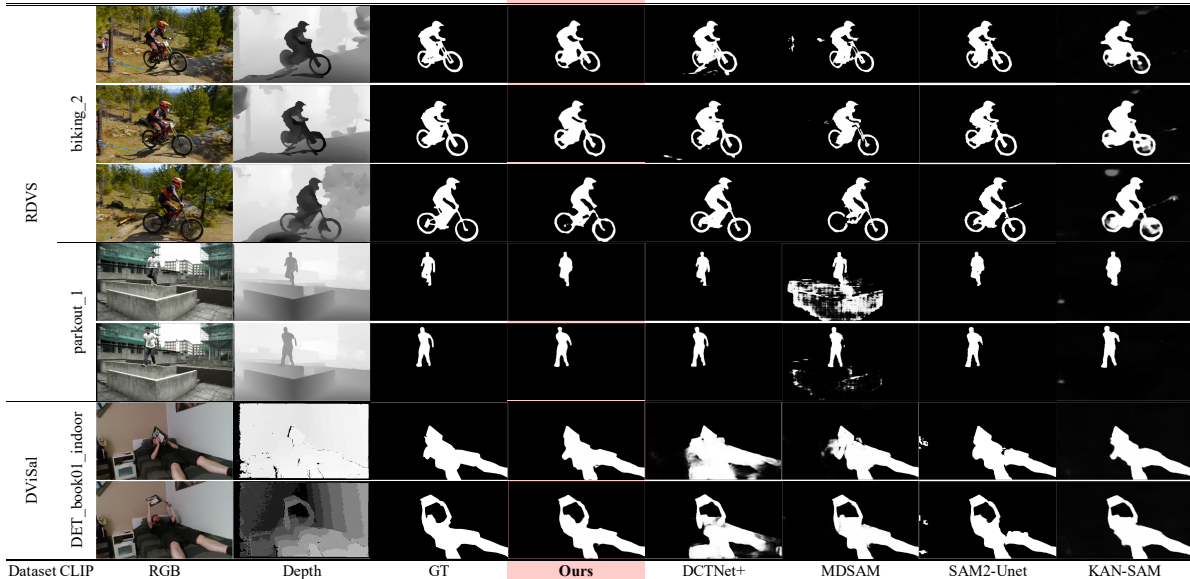 RDVS
biking_2
parkout_1
DViSal
DET_book01_indoor
Dataset CLIP RGB Depth GT Ours DCTNet+ MDSAM SAM2-Unet KAN-SAM